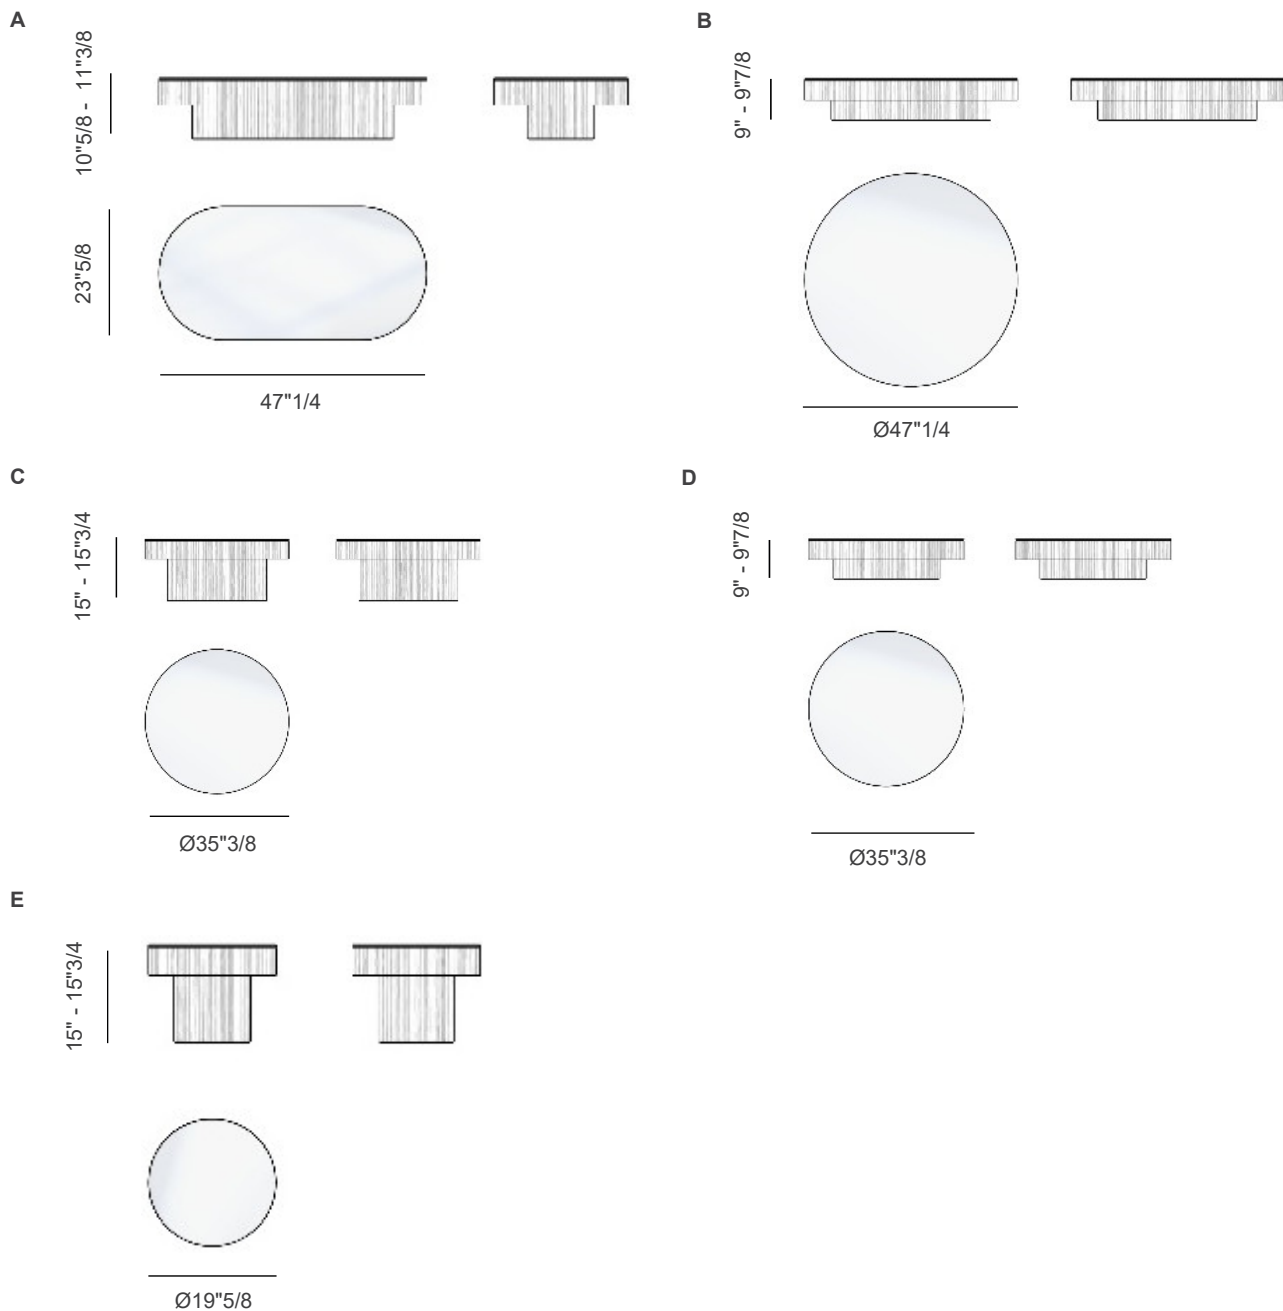 A
10"5/8 - 11"3/8
23"5/8
47"1/4
B
9" - 9"7/8
Ø47"1/4
C
15" - 15"3/4
Ø35"3/8
D
9" - 9"7/8
Ø35"3/8
E
15" - 15"3/4
Ø19"5/8